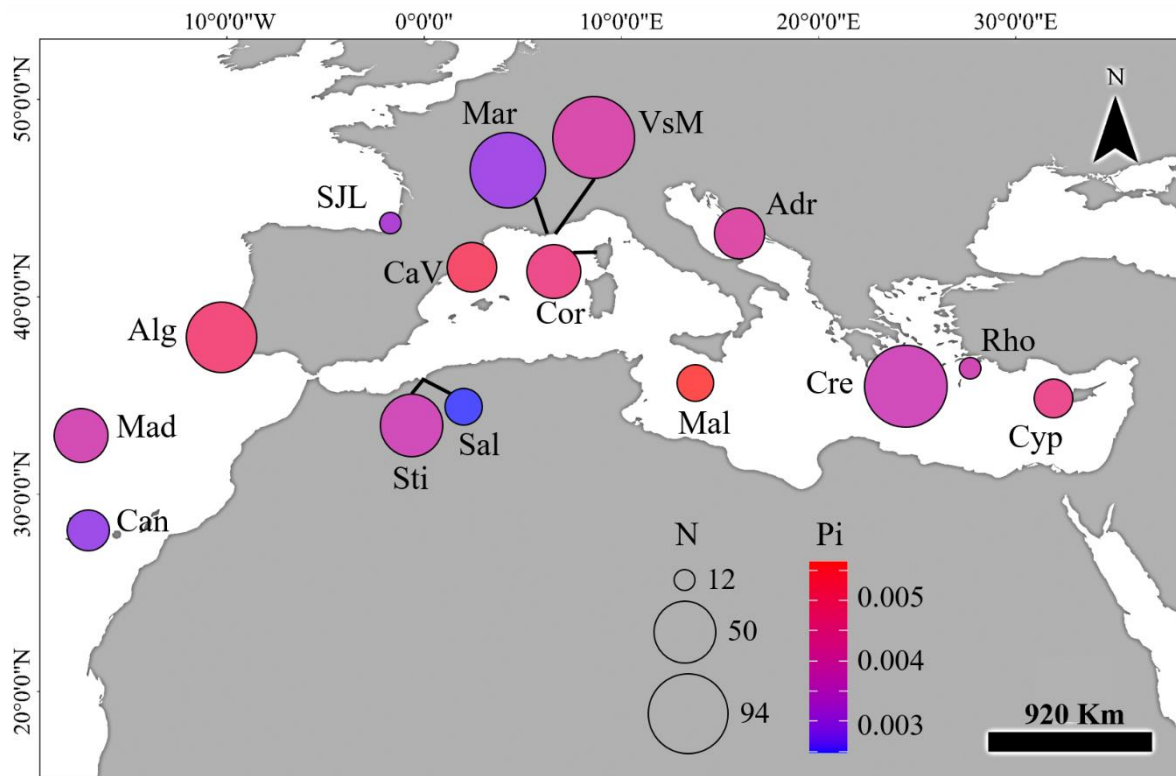 10°0'0"W
0°0'0"
10°0'0"E
20°0'0"E
30°0'0"E
50°0'0"N
40°0'0"N
30°0'0"N
20°0'0"N
N
Mar
VsM
SJL
Adr
CaV
Cor
Alg
Rho
Cre
Mad
Mal
Cyp
Sal
Sti
Can
N
12
50
94
Pi
0.005
0.004
0.003
920 Km